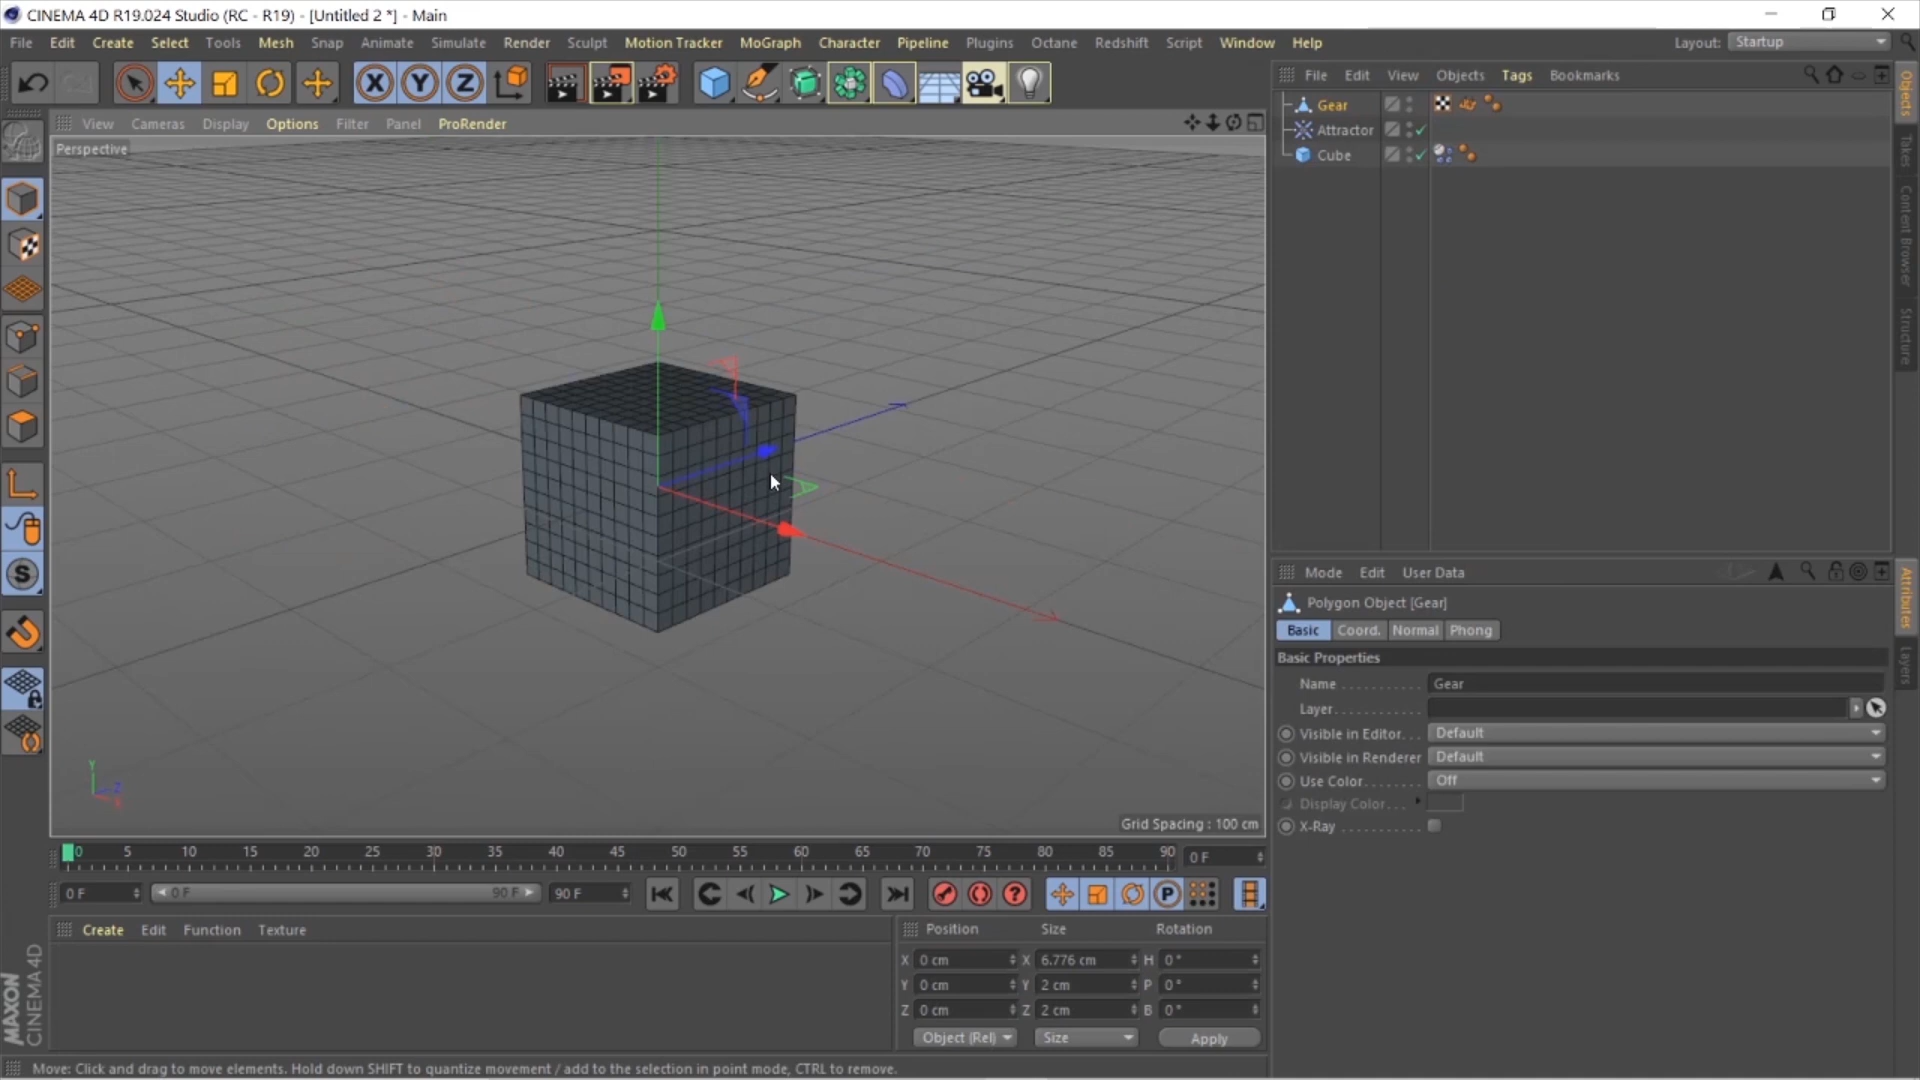 CINEMA 4D R19.024 Studio (RC - R19) - [Untitled 2 *] - Main
File Edit Create Select Tools Mesh Snap Animate Simulate Render Sculpt Motion Tracker MoGraph Character Pipeline Plugins Octane Redshift Script Window Help Layout: Startup
X Y Z
File Edit View Objects Tags Bookmarks
View Cameras Display Options Filter Panel ProRender
Perspective
Gear
Attractor
Cube
Objects
Takes
Content Browser
Structure
Mode Edit User Data
Polygon Object [Gear]
Basic Coord. Normal Phong
Basic Properties
Name . . . . . . . . . . . Gear
Layer . . . . . . . . . . .
Visible in Editor. . . Default
Visible in Renderer Default
Use Color. . . . . . . . Off
Display Color. . .
X-Ray . . . . . . . . . . .
Attributes
Layers
S
Y
Z
X
Grid Spacing : 100 cm
0 5 10 15 20 25 30 35 40 45 50 55 60 65 70 75 80 85 90 0 F
0 F 0 F 90 F 90 F ? P
Create Edit Function Texture
Position Size Rotation
X 0 cm X 6.776 cm H 0 °
Y 0 cm Y 2 cm P 0 °
Z 0 cm Z 2 cm B 0 °
Object (Rel) Size Apply
MAXON
CINEMA 4D
Move: Click and drag to move elements. Hold down SHIFT to quantize movement / add to the selection in point mode, CTRL to remove.